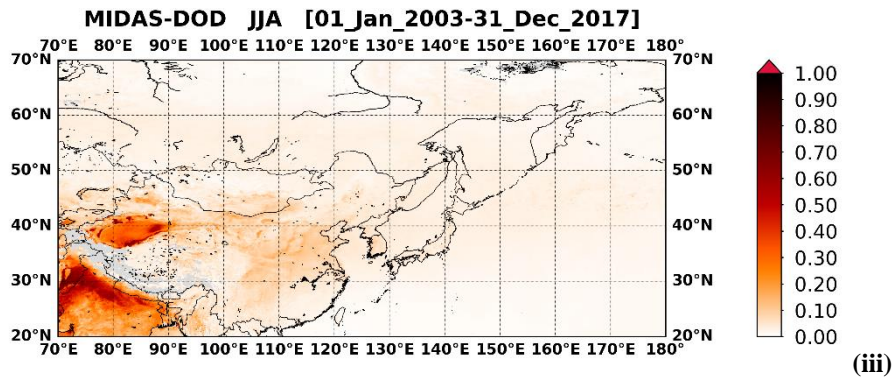 MIDAS-DOD JJA [01_Jan_2003-31_Dec_2017]
70°E 80°E 90°E 100°E 110°E 120°E 130°E 140°E 150°E 160°E 170°E 180°
70°N 70°N
60°N 60°N
50°N 50°N
40°N 40°N
30°N 30°N
20°N 20°N
70°E 80°E 90°E 100°E 110°E 120°E 130°E 140°E 150°E 160°E 170°E 180°
1.00
0.90
0.80
0.70
0.60
0.50
0.40
0.30
0.20
0.10
0.00
(iii)